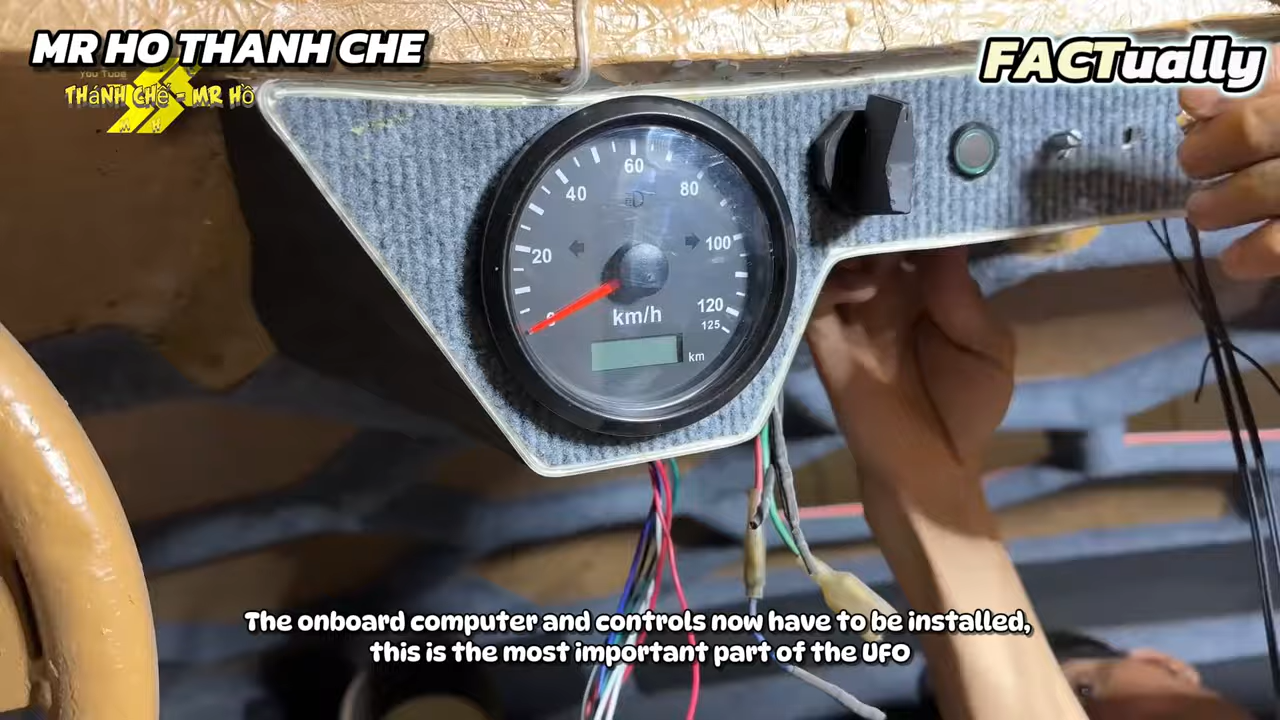 MR HO THANH CHE
FACTually
You Tube
THáNH CHẾ - MR HỒ
M H
60
40
80
20
100
0
120
km/h
125
km
The onboard computer and controls now have to be installed,
this is the most important part of the UFO